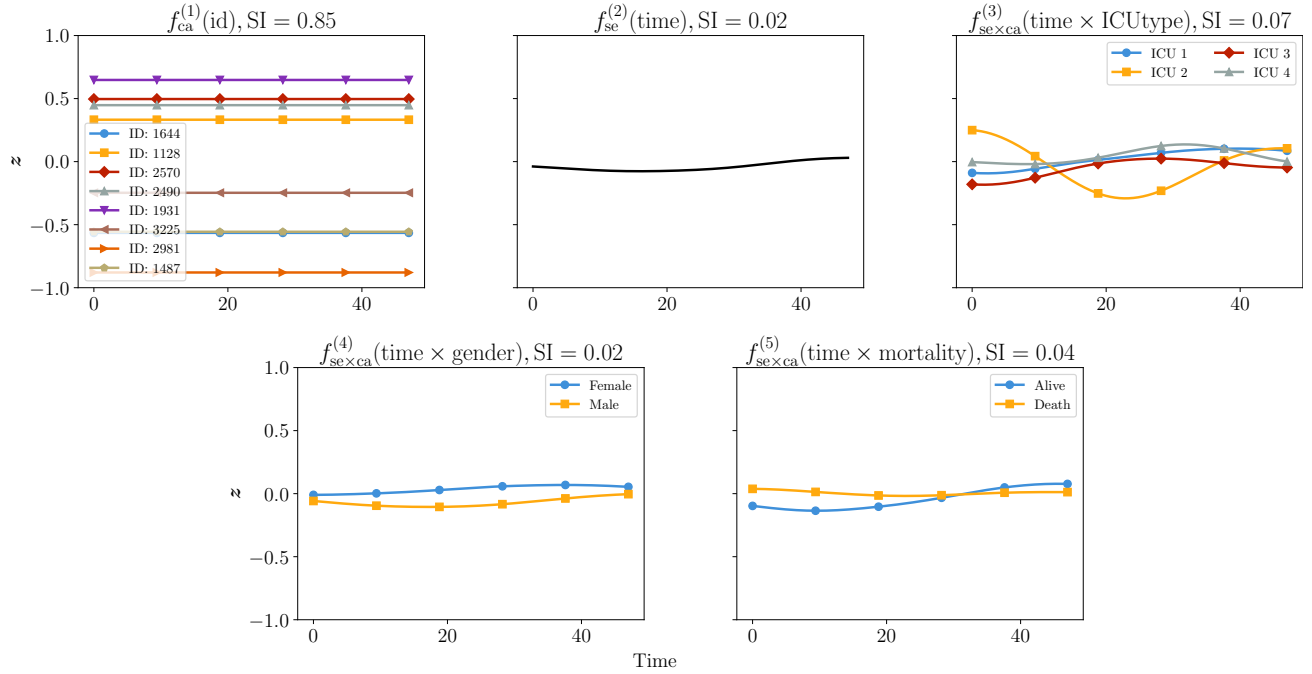 f_ca^(1)(id), SI = 0.85
f_se^(2)(time), SI = 0.02
f_se×ca^(3)(time × ICUtype), SI = 0.07
z
1.0
0.5
0.0
−0.5
−1.0
ID: 1644
ID: 1128
ID: 2570
ID: 2490
ID: 1931
ID: 3225
ID: 2981
ID: 1487
ICU 1
ICU 2
ICU 3
ICU 4
0 20 40
0 20 40
0 20 40
f_se×ca^(4)(time × gender), SI = 0.02
f_se×ca^(5)(time × mortality), SI = 0.04
z
1.0
0.5
0.0
−0.5
−1.0
Female
Male
Alive
Death
0 20 40
0 20 40
Time